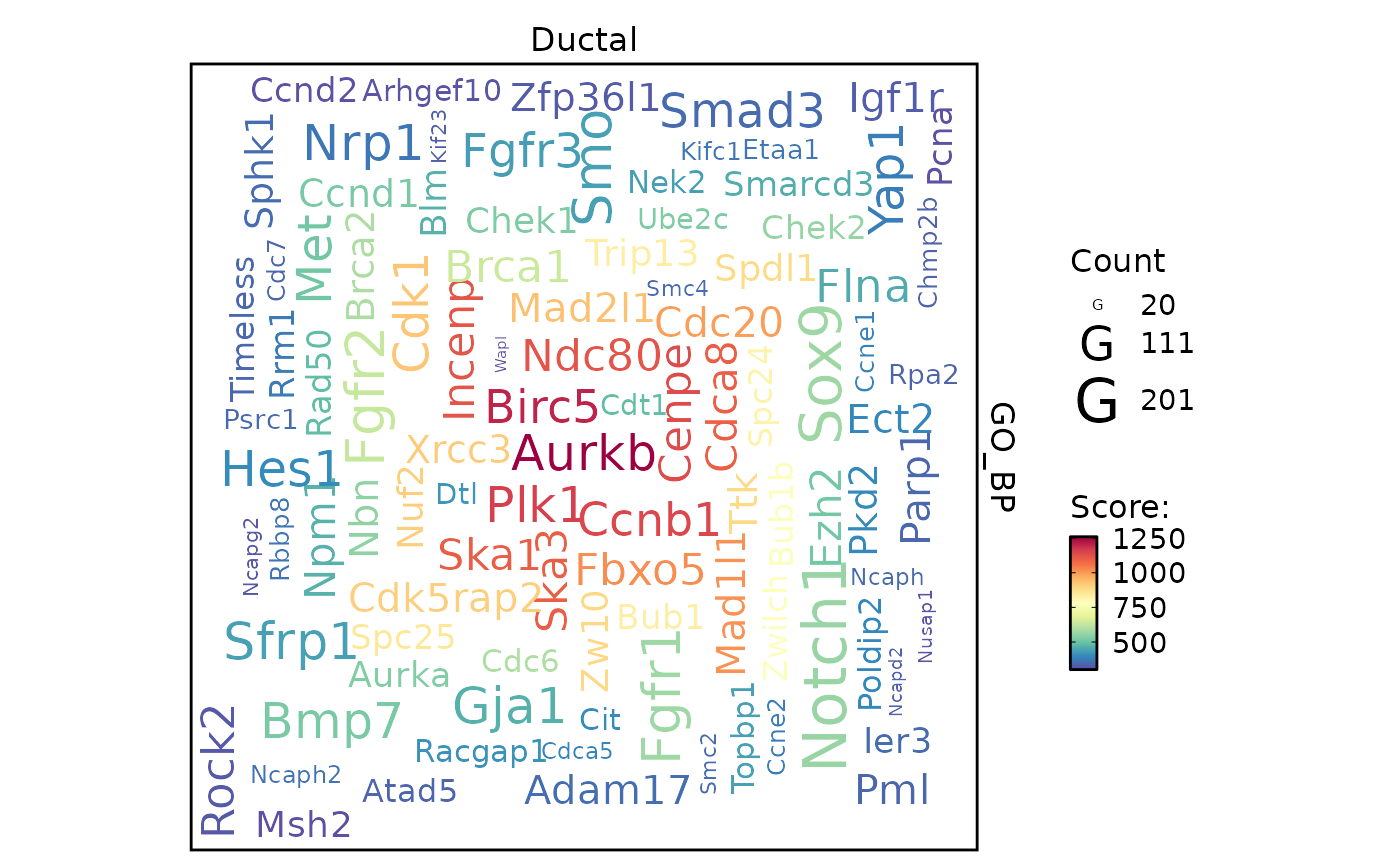 Ductal
Ccnd2 Arhgef10 Zfp36l1 Smad3 Igf1r
Sphk1 Nrp1 Kif23 Fgfr3 Smo Kifc1 Etaa1 Yap1 Pcna
Ccnd1 Blm Nek2 Smarcd3
Met Brca2 Chek1 Ube2c Chek2 Chmp2b
Timeless Cdc7 Cdk1 Brca1 Trip13 Spdl1 Flna
Incenp Smc4
Rrm1 Rad50 Fgfr2 Mad2l1 Cdc20 Sox9 Ccne1
Wapl Ndc80 Cenpe Cdca8 Spc24 Rpa2
Psrc1 Birc5 Cdt1 Ect2
Hes1 Xrcc3 Aurkb Parp1
Ncapg2 Rbbp8 Npm1 Nbn Nuf2 Dtl Plk1 Ccnb1 Ttk Bub1b Ezh2 Pkd2
Ska1 Ska3 Fbxo5 Mad1l1 Ncaph
Cdk5rap2 Zw10 Bub1 Zwilch Notch1 Poldip2 Nusap1
Sfrp1 Spc25 Ncapd2
Aurka Cdc6 Fgfr1
Rock2 Bmp7 Gja1 Cit Topbp1 Ccne2 Ier3
Racgap1 Cdca5 Smc2
Ncaph2 Atad5 Adam17 Pml
Msh2
GO_BP
Count
G 20
G 111
G 201
Score:
1250
1000
750
500